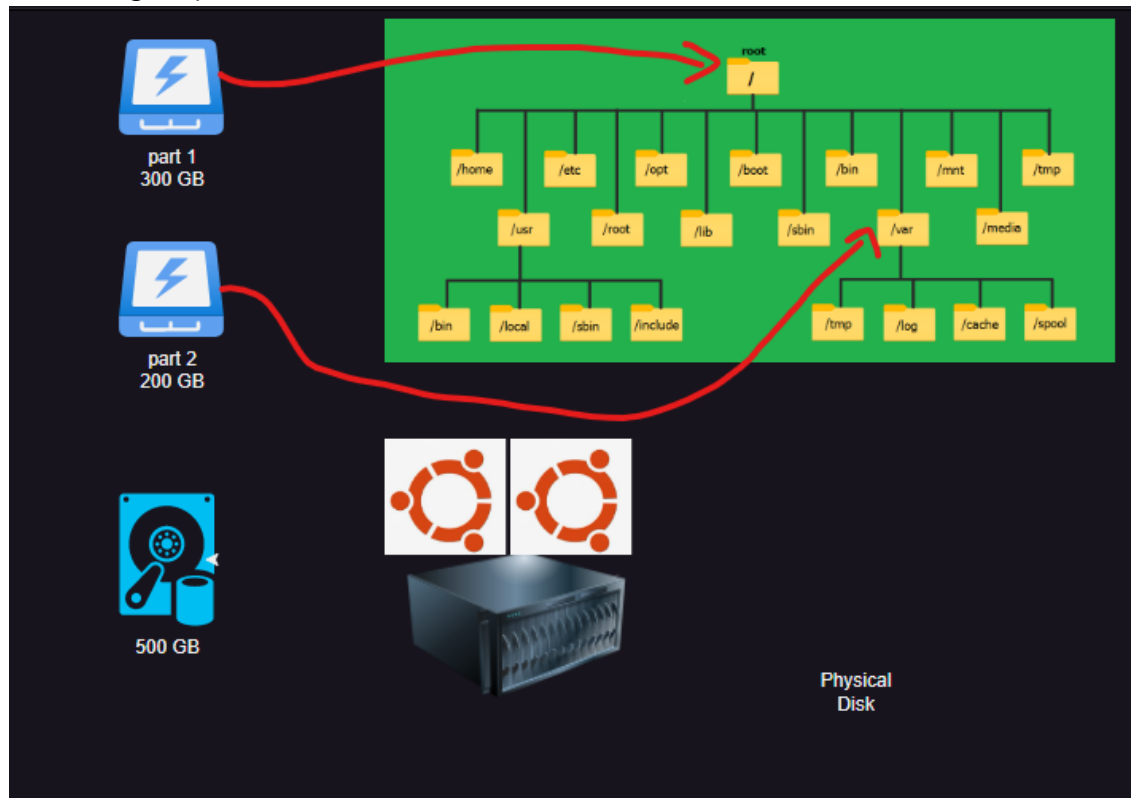 root
/
/home
/etc
/opt
/boot
/bin
/mnt
/tmp
/usr
/root
/lib
/sbin
/var
/media
/bin
/local
/sbin
/include
/tmp
/log
/cache
/spool
part 1
300 GB
part 2
200 GB
500 GB
Physical
Disk